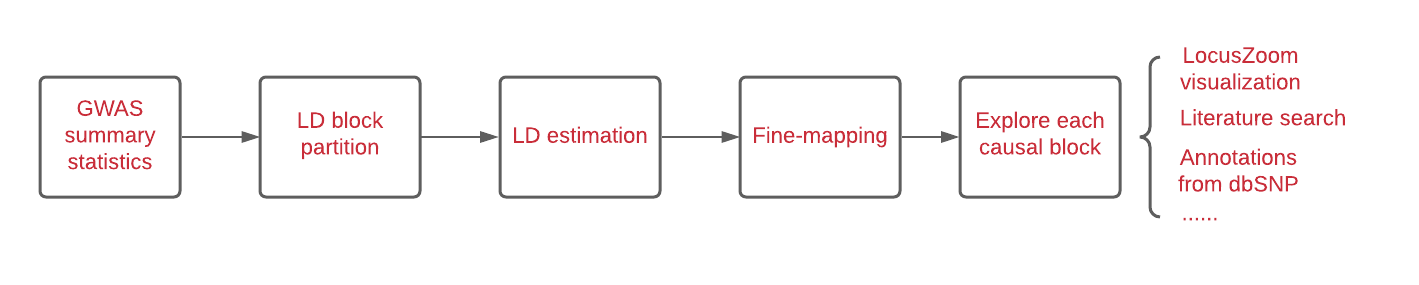 GWAS
summary
statistics
LD block
partition
LD estimation
Fine-mapping
Explore each
causal block
LocusZoom
visualization
Literature search
Annotations
from dbSNP
......